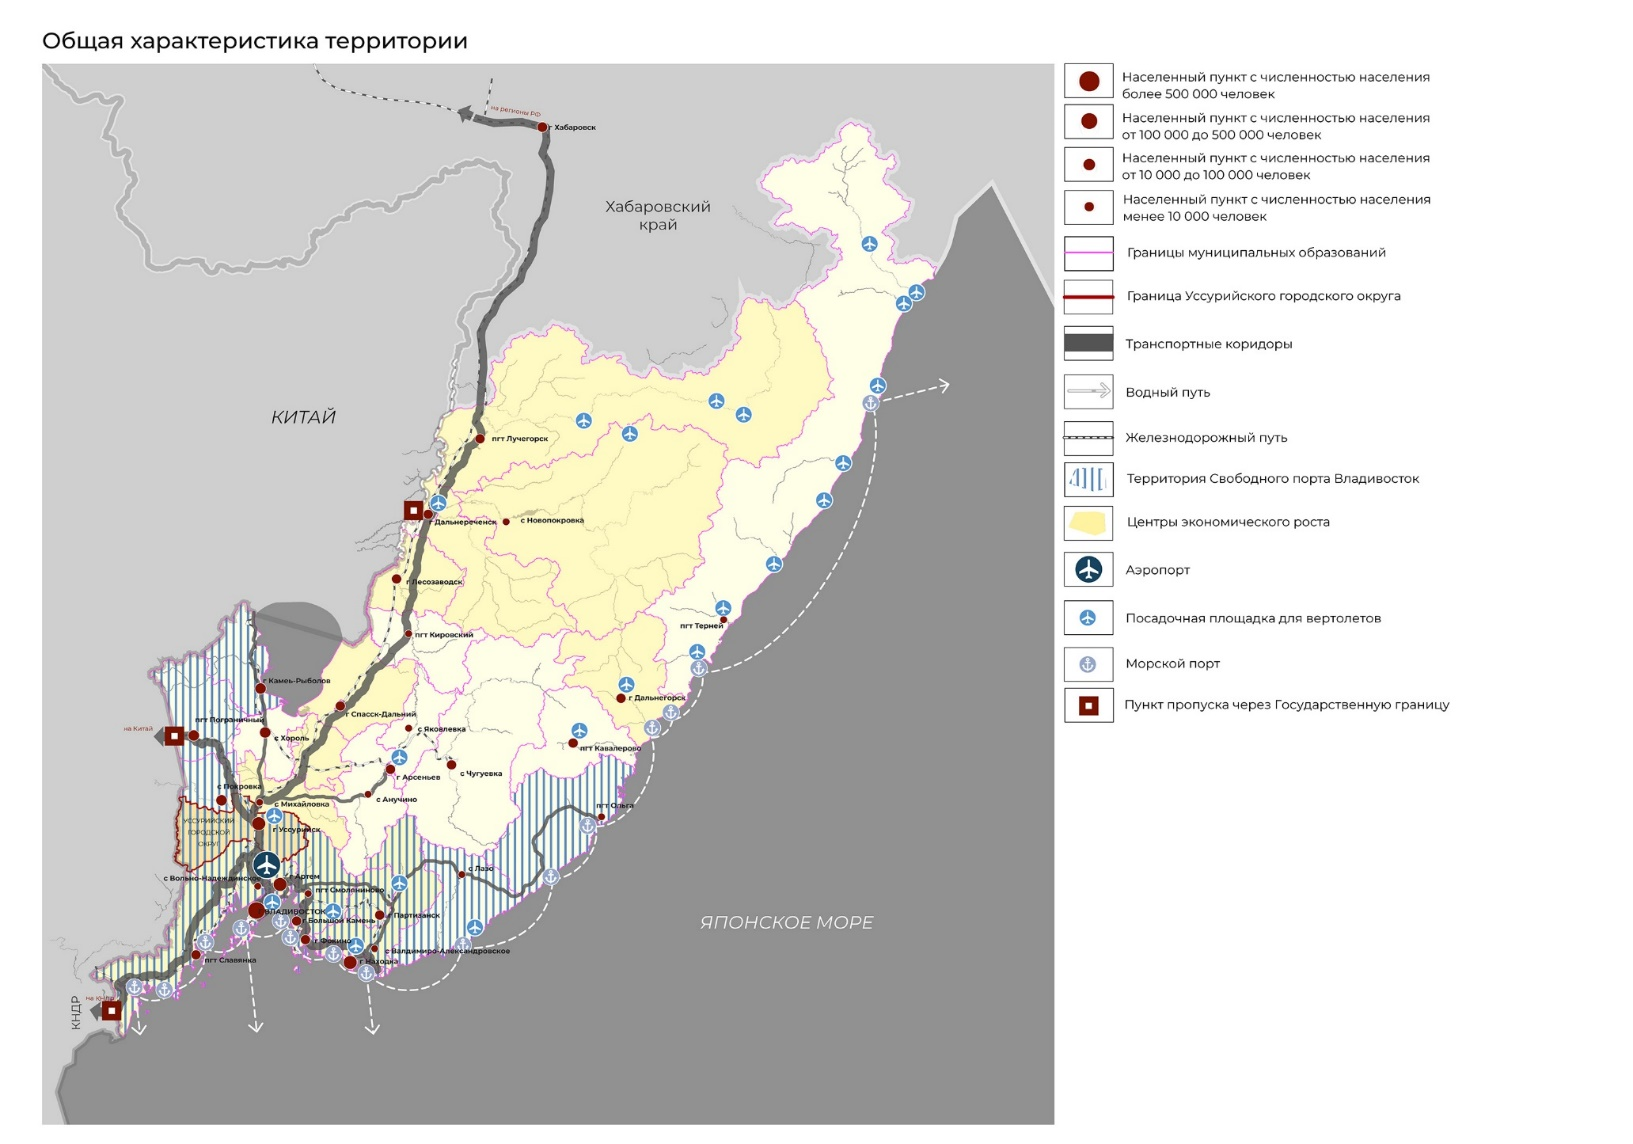 Общая характеристика территории
на регионы РФ
г Хабаровск
Хабаровский
край
КИТАЙ
пгт Лучегорск
г Дальнереченск
с Новопокровка
г Лесозаводск
пгт Кировский
пгт Терней
г Камень-Рыболов
г Дальнегорск
г Спасск-Дальний
пгт Пограничный
на Китай
с Яковлевка
с Хороль
пгт Кавалерово
с Чугуевка
г Арсеньев
с Покровка
с Анучино
с Михайловка
пгт Ольга
УССУРИЙСКИЙ
ГОРОДСКОЙ
ОКРУГ
г Уссурийск
с Лазо
с Вольно-Надеждинское
г Артем
пгт Смоляниново
ВЛАДИВОСТОК
г Партизанск
г Большой Камень
ЯПОНСКОЕ МОРЕ
г Фокино
с Валдимиро-Александровское
пгт Славянка
г Находка
на КНДР
КНДР
Населенный пункт с численностью населения
более 500 000 человек
Населенный пункт с численностью населения
от 100 000 до 500 000 человек
Населенный пункт с численностью населения
от 10 000 до 100 000 человек
Населенный пункт с численностью населения
менее 10 000 человек
Границы муниципальных образований
Граница Уссурийского городского округа
Транспортные коридоры
Водный путь
Железнодорожный путь
Территория Свободного порта Владивосток
Центры экономического роста
Аэропорт
Посадочная площадка для вертолетов
Морской порт
Пункт пропуска через Государственную границу